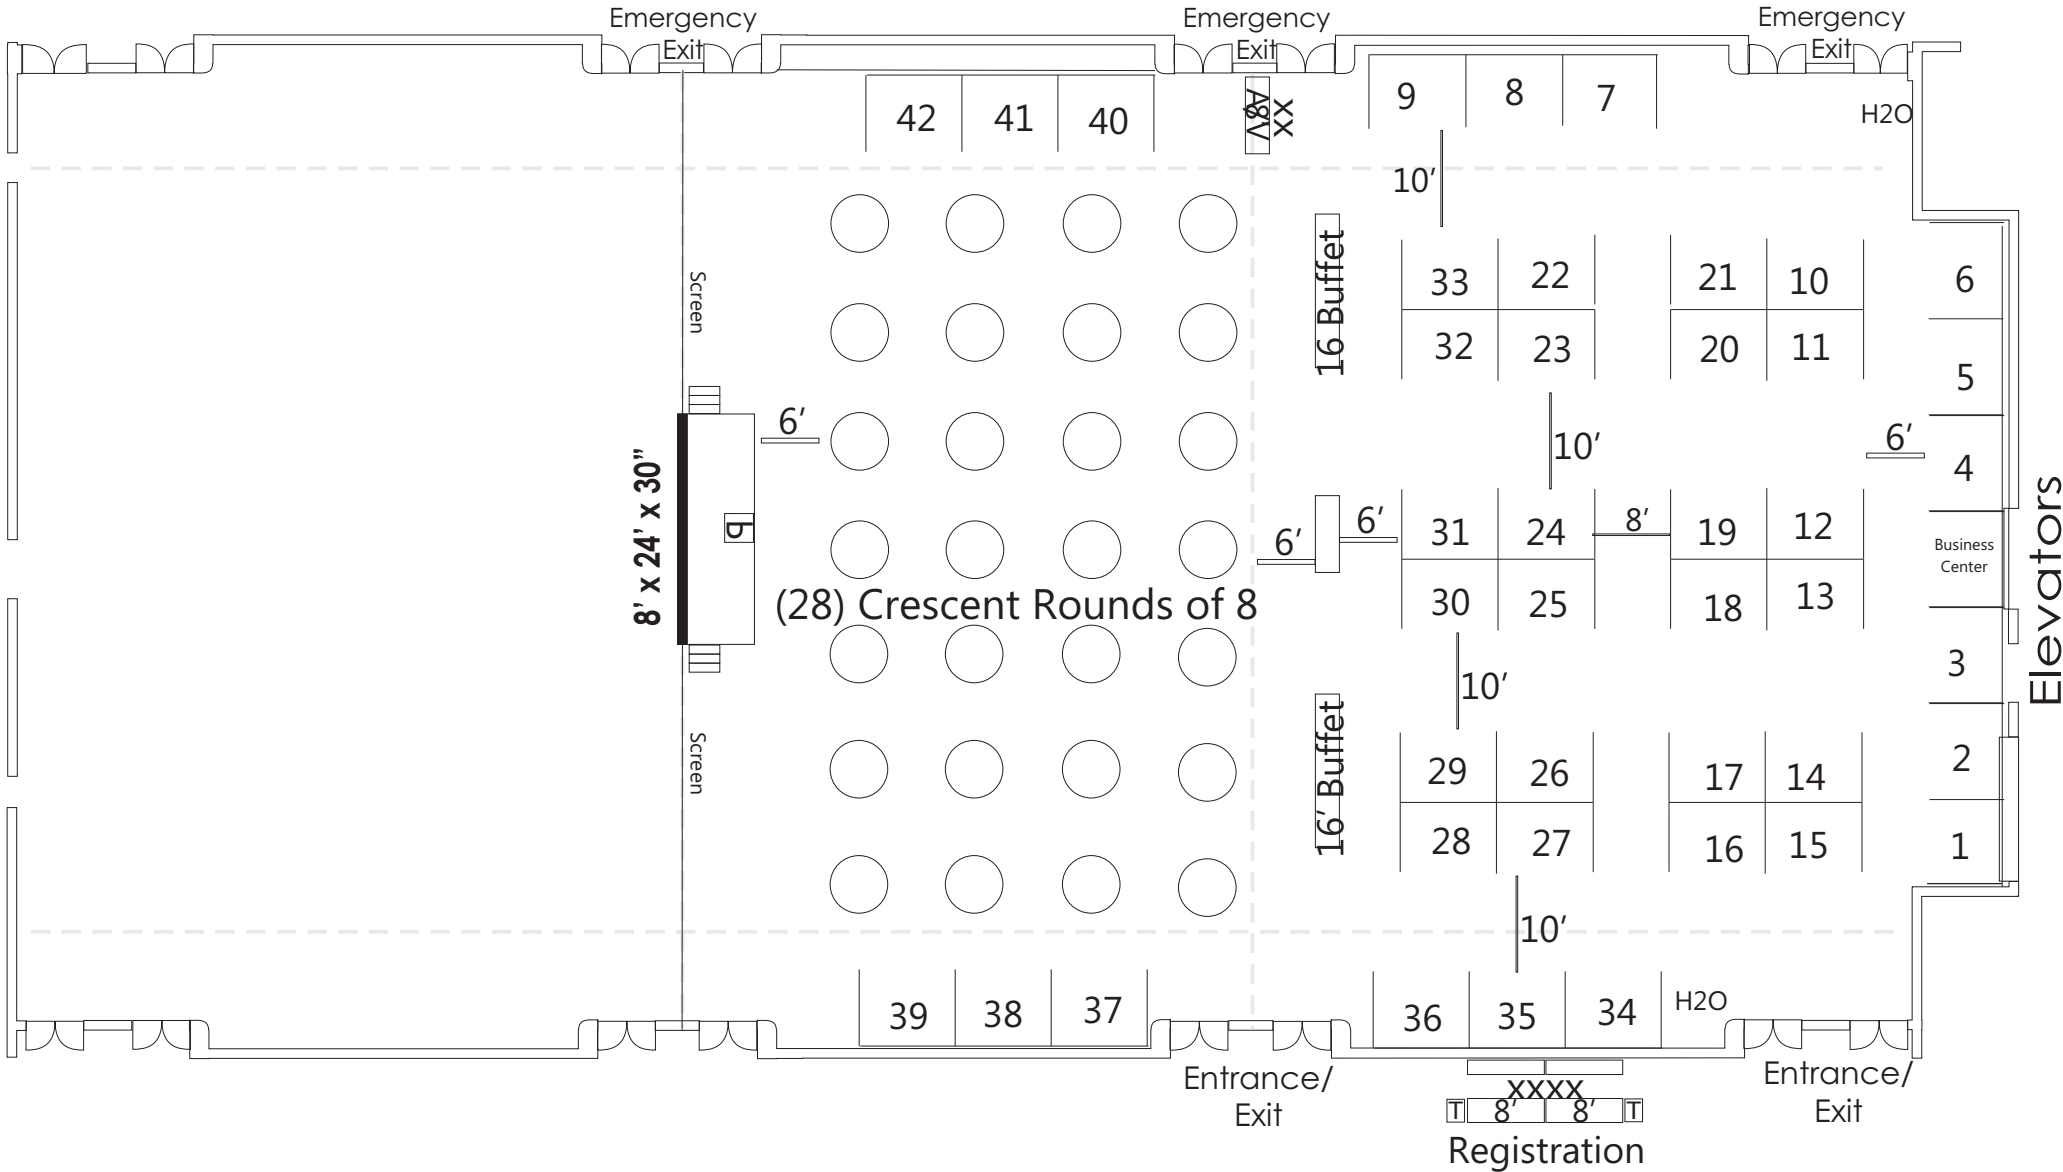 Emergency
Exit
Emergency
Exit
Emergency
Exit
42
41
40
A&V
XX
9
8
7
H2O
10’
Screen
16 Buffet
33
22
21
10
6
32
23
20
11
5
6’
10’
6’
4
8’ x 24’ x 30”
6’
6’
31
24
8’
19
12
Business
Center
Elevators
(28) Crescent Rounds of 8
30
25
18
13
3
10’
Screen
16’ Buffet
29
26
17
14
2
28
27
16
15
1
10’
39
38
37
36
35
34
H2O
Entrance/
Exit
XXXX
T
8’
8’
T
Registration
Entrance/
Exit